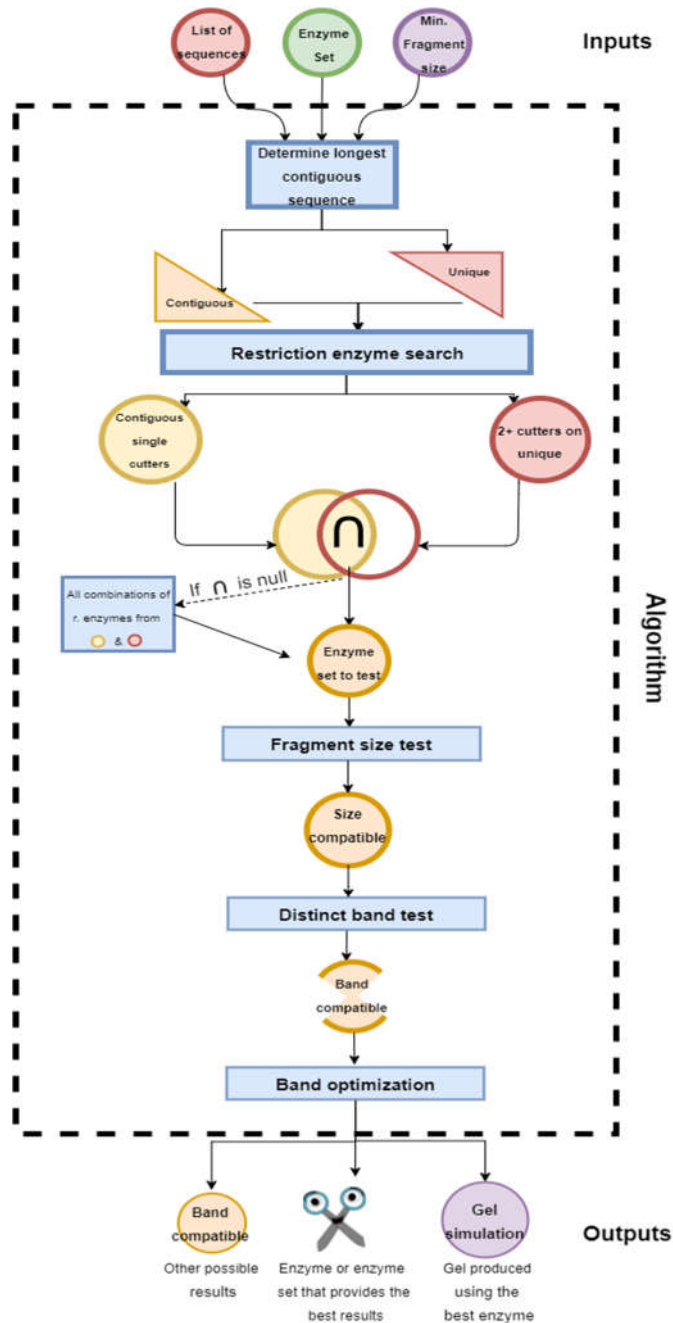 List of
sequences
Enzyme
Set
Min.
Fragment
size
Inputs
Determine longest
contiguous
sequence
Contiguous
Unique
Restriction enzyme search
Contiguous
single
cutters
2+ cutters on
unique
∩
If ∩ is null
All combinations of
r. enzymes from
&
Enzyme
set to test
Algorithm
Fragment size test
Size
compatible
Distinct band test
Band
compatible
Band optimization
Band
compatible
Other possible
results
Enzyme or enzyme
set that provides the
best results
Gel
simulation
Gel produced
using the
best enzyme
Outputs